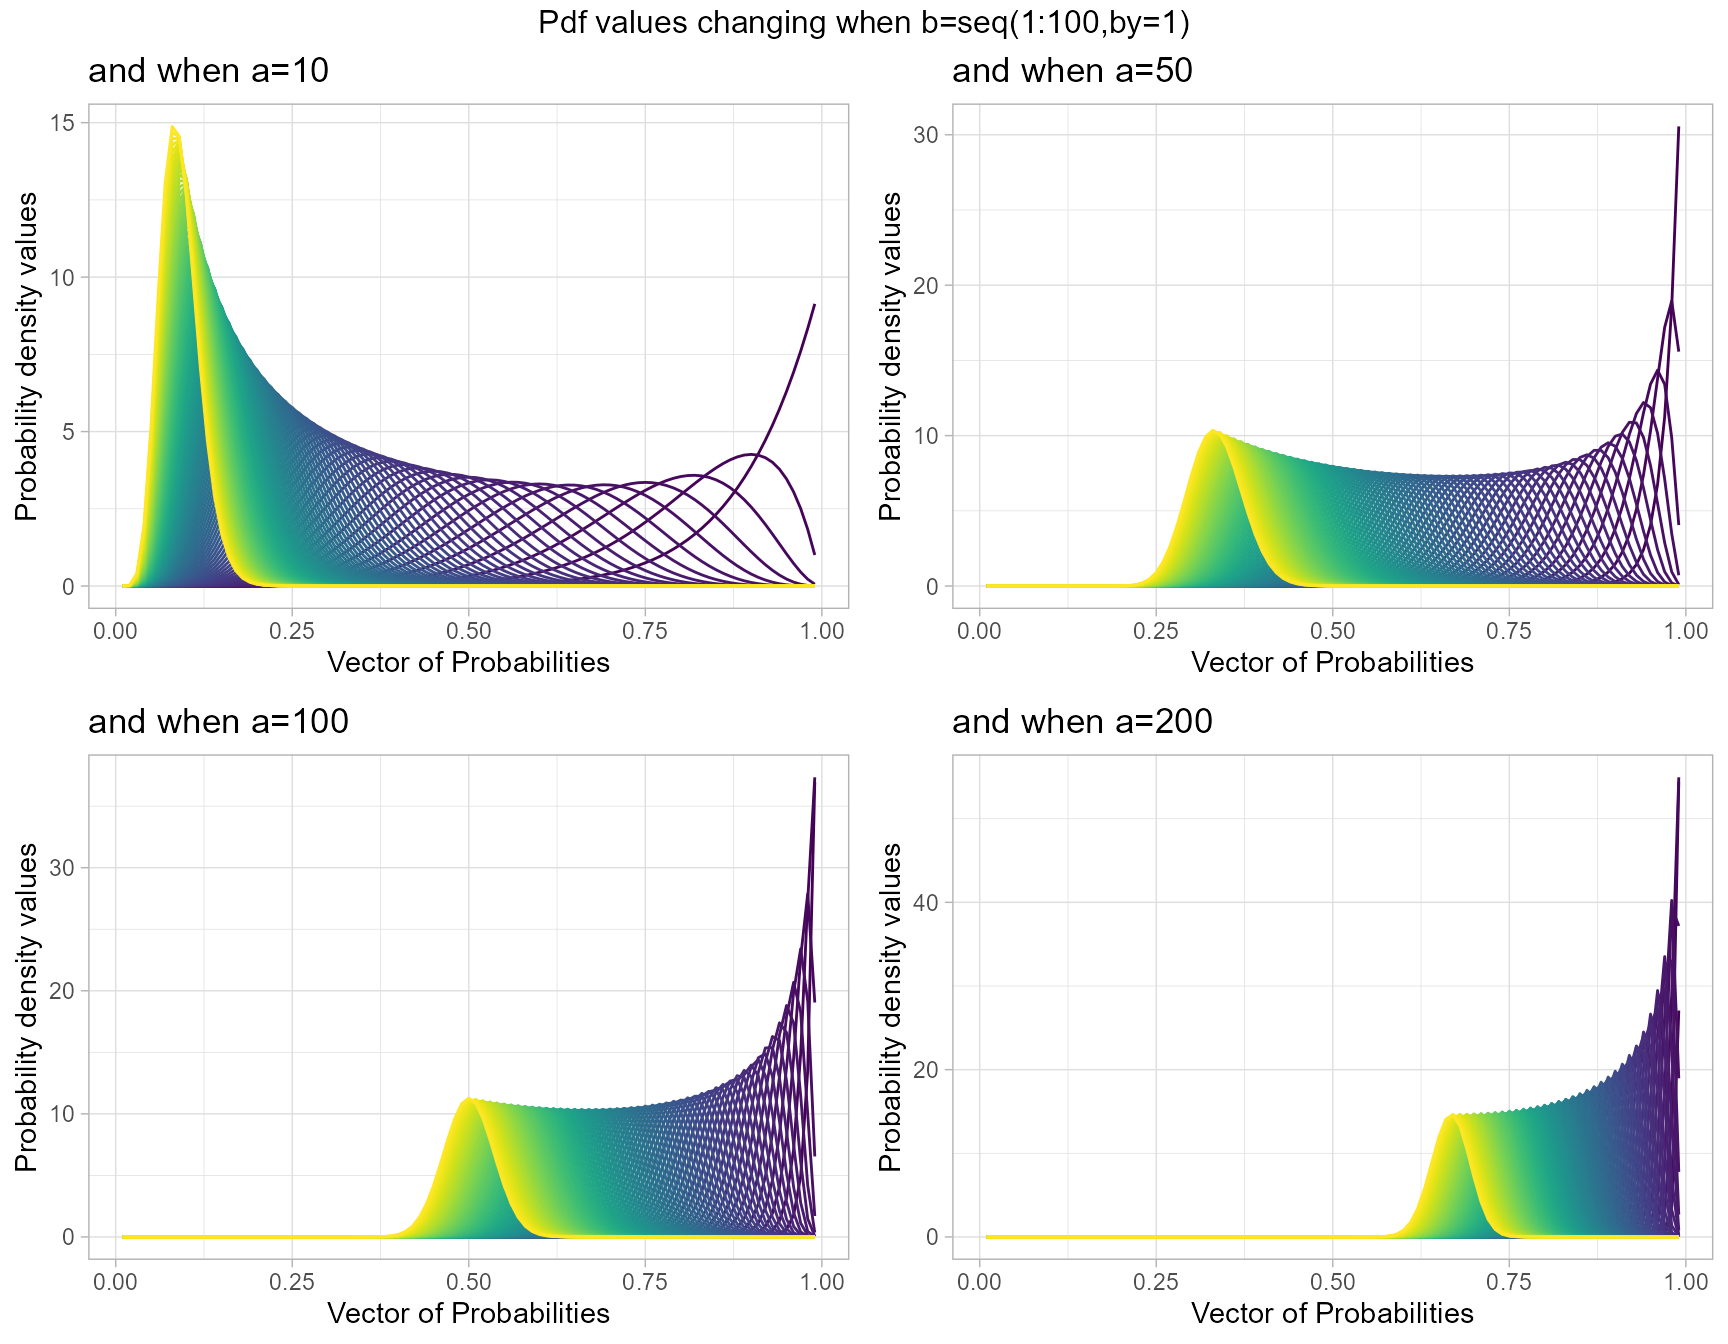 Pdf values changing when b=seq(1:100,by=1)
and when a=10
Probability density values
15
10
5
0
0.00 0.25 0.50 0.75 1.00
Vector of Probabilities
and when a=50
Probability density values
30
20
10
0
0.00 0.25 0.50 0.75 1.00
Vector of Probabilities
and when a=100
Probability density values
30
20
10
0
0.00 0.25 0.50 0.75 1.00
Vector of Probabilities
and when a=200
Probability density values
40
20
0
0.00 0.25 0.50 0.75 1.00
Vector of Probabilities